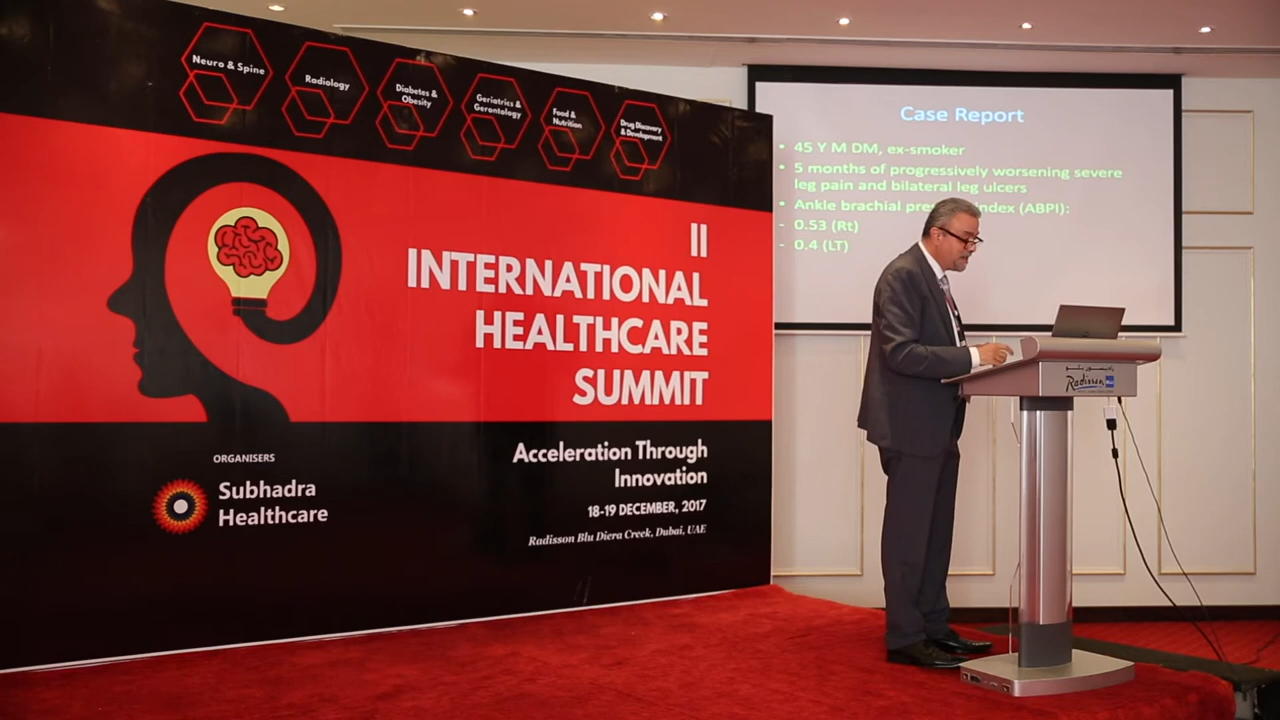 Neuro & Spine
Radiology
Diabetes &
Obesity
Geriatrics &
Gerontology
Food &
Nutrition
Drug Discovery
& Development
II
INTERNATIONAL
HEALTHCARE
SUMMIT
ORGANISERS
Subhadra
Healthcare
Acceleration Through
Innovation
18-19 DECEMBER, 2017
Radisson Blu Diera Creek, Dubai, UAE
Case Report
• 45 Y M DM, ex-smoker
• 5 months of progressively worsening severe
leg pain and bilateral leg ulcers
• Ankle brachial index (ABPI):
- 0.53 (Rt)
- 0.4 (LT)
راديسون بلو
Radisson